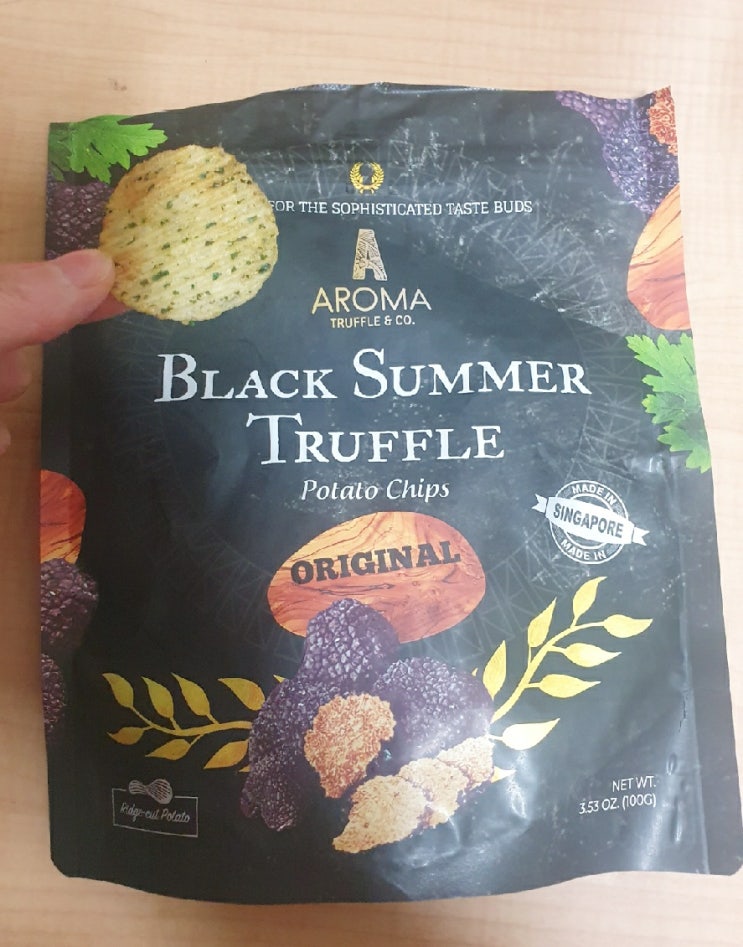 FOR THE SOPHISTICATED TASTE BUDS
AROMA
TRUFFLE & CO.
BLACK SUMMER
TRUFFLE
Potato Chips
MADE IN
SINGAPORE
MADE IN
ORIGINAL
Ridge-cut Potato
NET WT.
3.53 OZ. (100G)